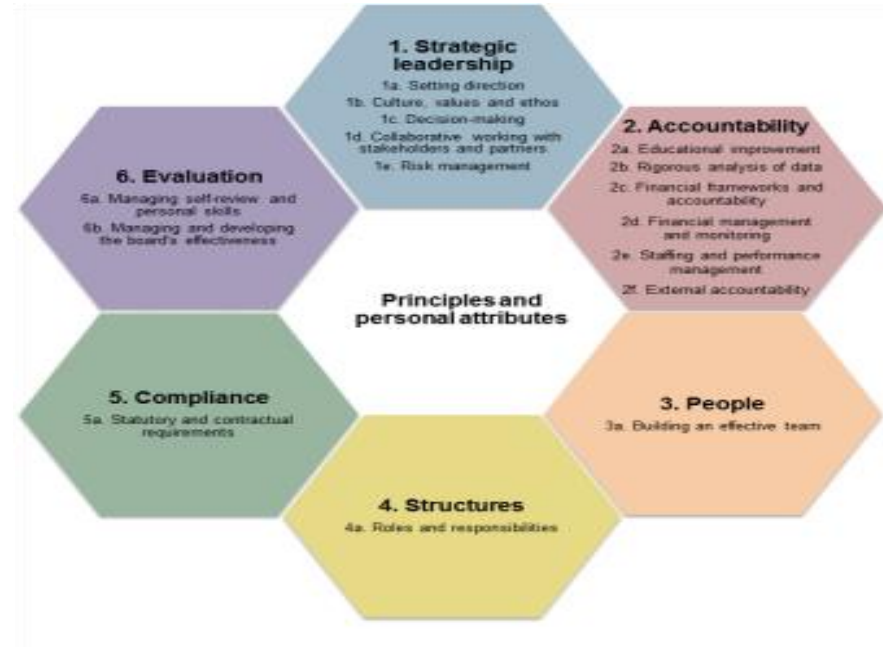 1. Strategic
leadership
1a. Setting direction
1b. Culture, values and ethos
1c. Decision-making
1d. Collaborative working with
stakeholders and partners
1e. Risk management
2. Accountability
2a. Educational improvement
2b. Rigorous analysis of data
2c. Financial frameworks and
accountability
2d. Financial management
and monitoring
2e. Staffing and performance
management
2f. External accountability
3. People
3a. Building an effective team
4. Structures
4a. Roles and responsibilities
5. Compliance
5a. Statutory and contractual
requirements
6. Evaluation
6a. Managing self-review and
personal skills
6b. Managing and developing
the board's effectiveness
Principles and
personal attributes